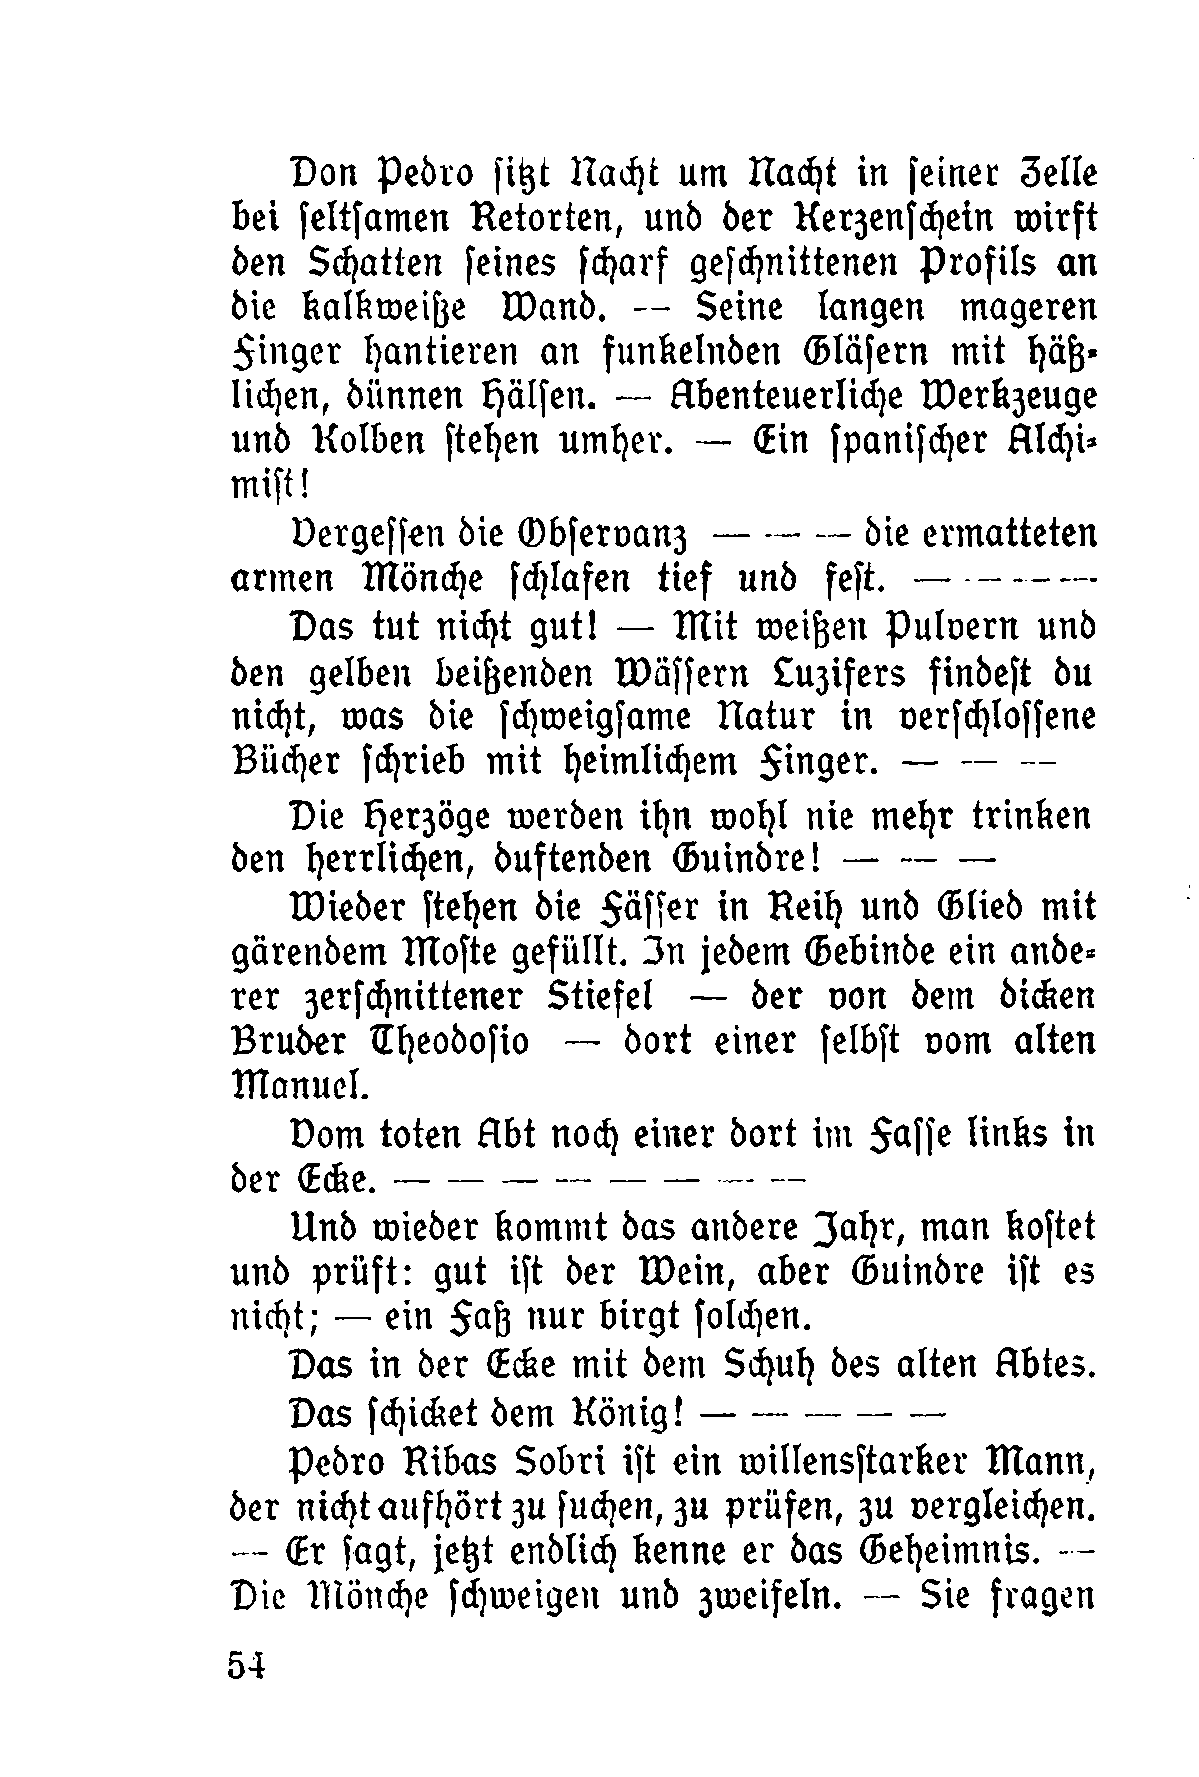 Don Pedro ſitzt Nacht um Nacht in ſeiner Zelle
bei ſeltſamen Retorten, und der Kerzenſchein wirft
den Schatten ſeines ſcharf geſchnittenen Profils an
die kalkweiße Wand. — Seine langen mageren
Finger hantieren an funkelnden Gläſern mit häß-
lichen, dünnen Hälſen. — Abenteuerliche Werkzeuge
und Kolben ſtehen umher. — Ein ſpaniſcher Alchi-
miſt!
Vergeſſen die Obſervanz — — — die ermatteten
armen Mönche ſchlafen tief und feſt. — — — —
Das tut nicht gut! — Mit weißen Pulvern und
den gelben beißenden Wäſſern Luzifers findeſt du
nicht, was die ſchweigſame Natur in verſchloſſene
Bücher ſchrieb mit heimlichem Finger. — — —
Die Herzöge werden ihn wohl nie mehr trinken
den herrlichen, duftenden Guindre! — — —
Wieder ſtehen die Fäſſer in Reih und Glied mit
gärendem Moſte gefüllt. In jedem Gebinde ein ande-
rer zerſchnittener Stiefel — der von dem dicken
Bruder Theodoſio — dort einer ſelbſt vom alten
Manuel.
Vom toten Abt noch einer dort im Faſſe links in
der Ecke. — — — — — — — —
Und wieder kommt das andere Jahr, man koſtet
und prüft: gut iſt der Wein, aber Guindre iſt es
nicht; — ein Faß nur birgt ſolchen.
Das in der Ecke mit dem Schuh des alten Abtes.
Das ſchicket dem König! — — — — —
Pedro Ribas Sobri iſt ein willensſtarker Mann,
der nicht aufhört zu ſuchen, zu prüfen, zu vergleichen.
— Er ſagt, jetzt endlich kenne er das Geheimnis. —
Die Mönche ſchweigen und zweifeln. — Sie fragen
54